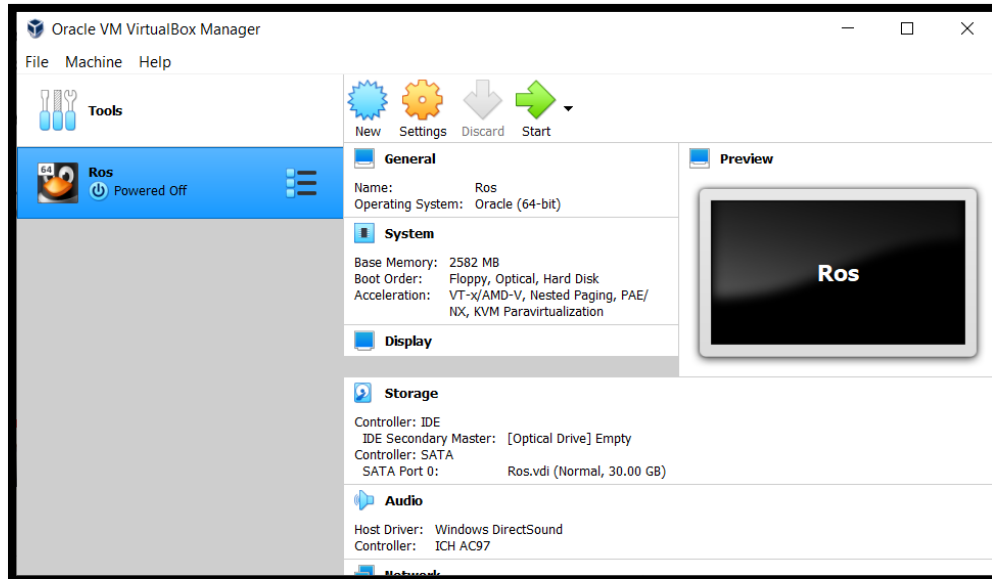 Oracle VM VirtualBox Manager
File Machine Help
Tools
New Settings Discard Start
64
Ros
Powered Off
General
Name: Ros
Operating System: Oracle (64-bit)
System
Base Memory: 2582 MB
Boot Order: Floppy, Optical, Hard Disk
Acceleration: VT-x/AMD-V, Nested Paging, PAE/
NX, KVM Paravirtualization
Display
Preview
Ros
Storage
Controller: IDE
IDE Secondary Master: [Optical Drive] Empty
Controller: SATA
SATA Port 0: Ros.vdi (Normal, 30.00 GB)
Audio
Host Driver: Windows DirectSound
Controller: ICH AC97
Network